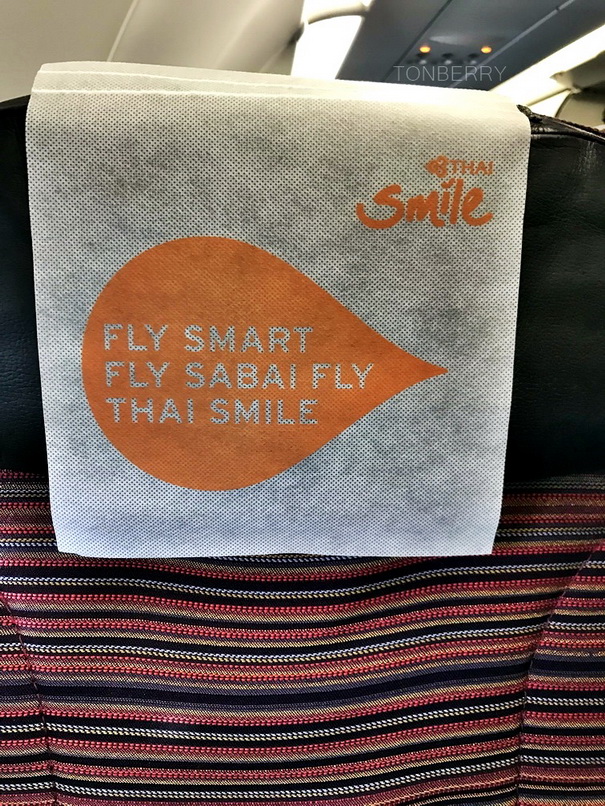 TONBERRY
THAI
smile
FLY SMART
FLY SABAI FLY
THAI SMILE